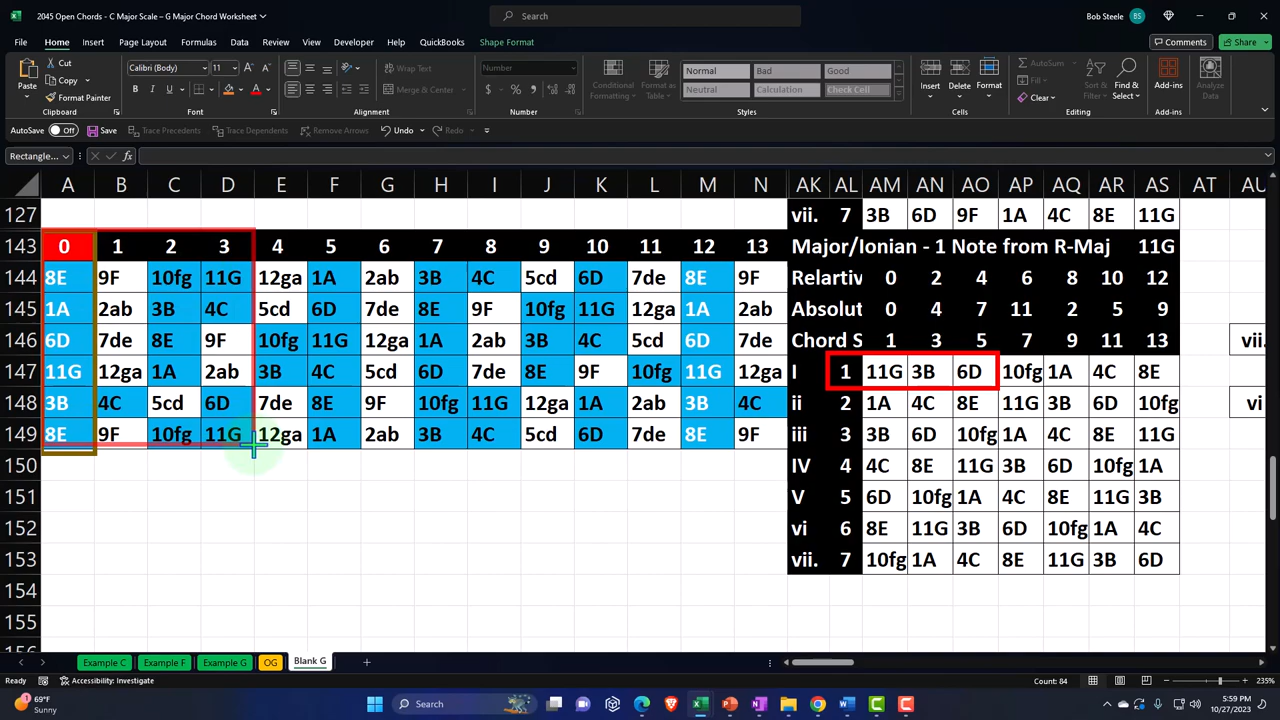 2045 Open Chords - C Major Scale – G Major Chord Worksheet
Search
Bob Steele BS
File Home Insert Page Layout Formulas Data Review View Developer Automate Help QuickBooks Shape Format
Comments Share
Paste Cut Copy Format Painter Clipboard
Calibri (Body) 11 Font
Wrap Text Merge & Center Alignment
Number Number
Conditional Formatting Format as Table Normal Bad Good Neutral Calculation Check Cell Styles
Insert Delete Format Cells
AutoSum Fill Clear Sort & Filter Find & Select Editing
Add-ins Add-ins
Analyze Data
AutoSave Off Save Trace Precedents Trace Dependents Remove Arrows Undo Redo
Rectangle... fx
A B C D E F G H I J K L M N AK AL AM AN AO AP AQ AR AS AT AU
127 vii. 7 3B 6D 9F 1A 4C 8E 11G
143 0 1 2 3 4 5 6 7 8 9 10 11 12 13 Major/Ionian - 1 Note from R-Maj 11G
144 8E 9F 10fg 11G 12ga 1A 2ab 3B 4C 5cd 6D 7de 8E 9F Relartiv 0 2 4 6 8 10 12
145 1A 2ab 3B 4C 5cd 6D 7de 8E 9F 10fg 11G 12ga 1A 2ab Absolut 0 4 7 11 2 5 9
146 6D 7de 8E 9F 10fg 11G 12ga 1A 2ab 3B 4C 5cd 6D 7de Chord S 1 3 5 7 9 11 13 vii.
147 11G 12ga 1A 2ab 3B 4C 5cd 6D 7de 8E 9F 10fg 11G 12ga I 1 11G 3B 6D 10fg 1A 4C 8E
148 3B 4C 5cd 6D 7de 8E 9F 10fg 11G 12ga 1A 2ab 3B 4C ii 2 1A 4C 8E 11G 3B 6D 10fg vi
149 8E 9F 10fg 11G 12ga 1A 2ab 3B 4C 5cd 6D 7de 8E 9F iii 3 3B 6D 10fg 1A 4C 8E 11G
150 IV 4 4C 8E 11G 3B 6D 10fg 1A
151 V 5 6D 10fg 1A 4C 8E 11G 3B
152 vi 6 8E 11G 3B 6D 10fg 1A 4C
153 vii. 7 10fg 1A 4C 8E 11G 3B 6D
154
155
Example C Example F Example G OG Blank G
Ready Accessibility: Investigate Count: 84 235%
69°F
Sunny
Search
5:59 PM
10/27/2023